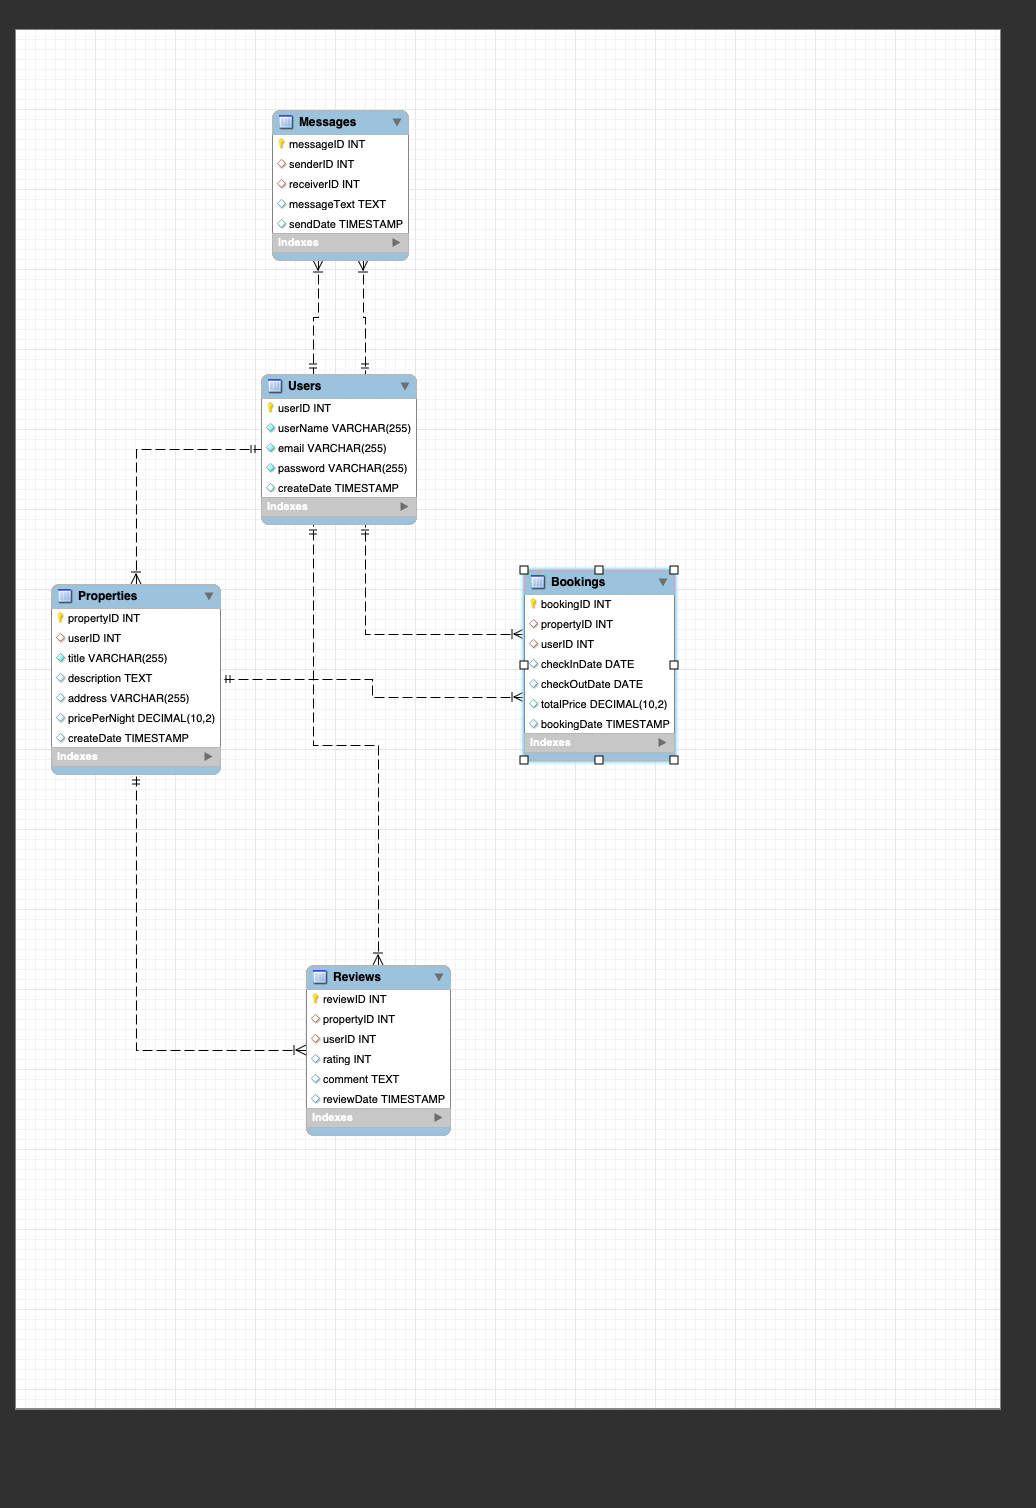 Messages
messageID INT
senderID INT
receiverID INT
messageText TEXT
sendDate TIMESTAMP
Indexes
Users
userID INT
userName VARCHAR(255)
email VARCHAR(255)
password VARCHAR(255)
createDate TIMESTAMP
Indexes
Properties
propertyID INT
userID INT
title VARCHAR(255)
description TEXT
address VARCHAR(255)
pricePerNight DECIMAL(10,2)
createDate TIMESTAMP
Indexes
Bookings
bookingID INT
propertyID INT
userID INT
checkInDate DATE
checkOutDate DATE
totalPrice DECIMAL(10,2)
bookingDate TIMESTAMP
Indexes
Reviews
reviewID INT
propertyID INT
userID INT
rating INT
comment TEXT
reviewDate TIMESTAMP
Indexes